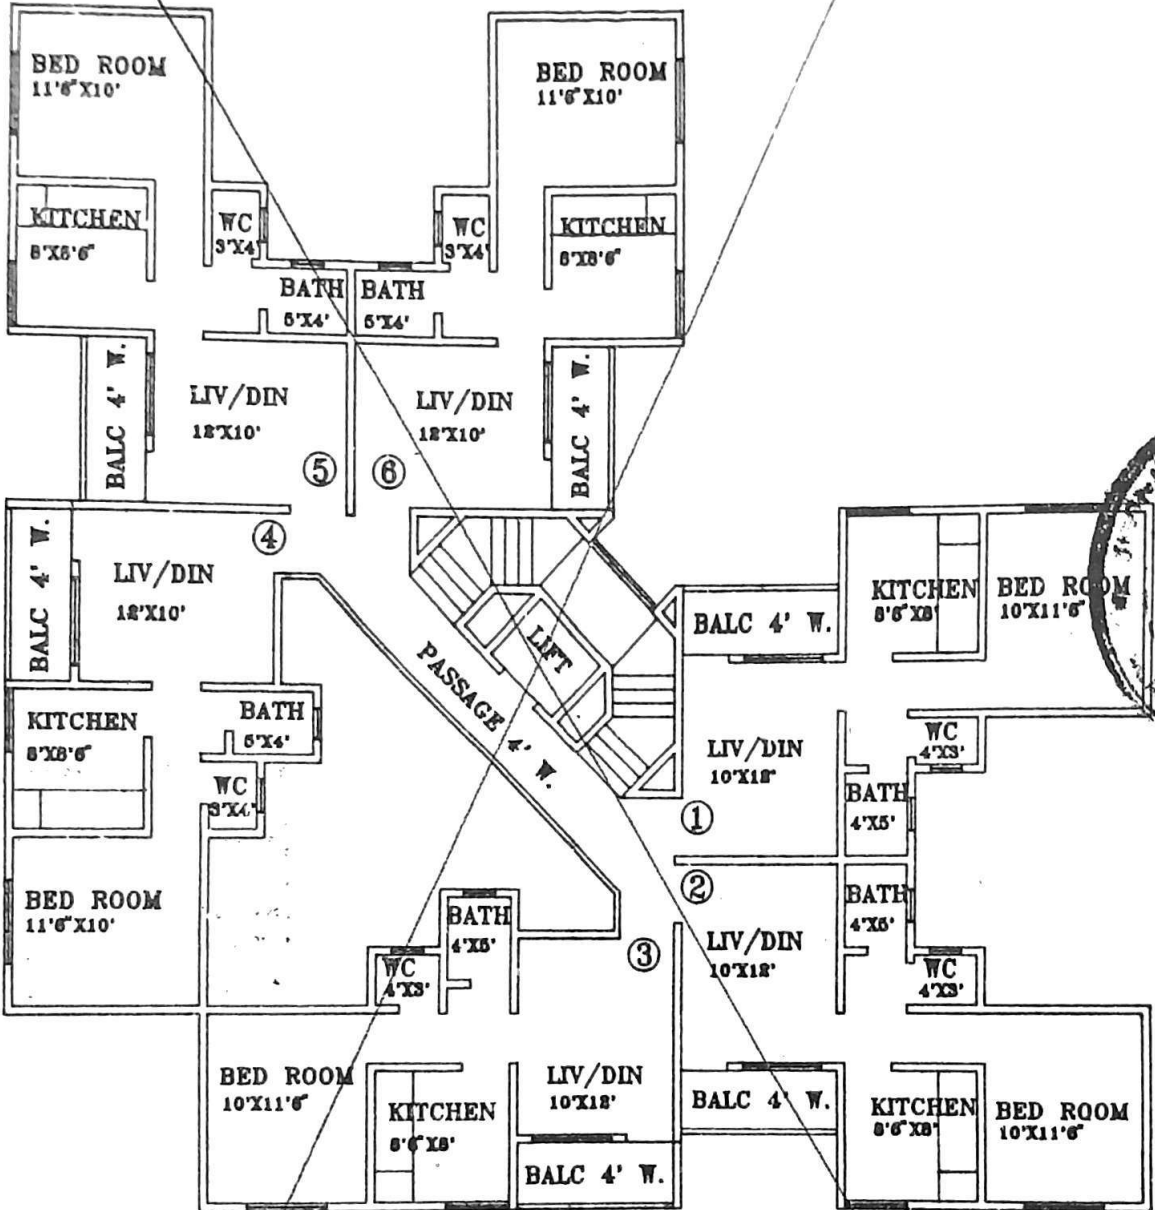 BED ROOM
11'6"X10'
BED ROOM
11'6"X10'
KITCHEN
8'X8'6"
WC
3'X4'
WC
3'X4'
KITCHEN
8'X8'6"
BATH
5'X4'
BATH
5'X4'
BALC 4' W.
LIV/DIN
12'X10'
LIV/DIN
12'X10'
BALC 4' W.
5
6
4
BALC 4' W.
LIV/DIN
12'X10'
KITCHEN
8'6"X8'
BED ROOM
10'X11'6"
BALC 4' W.
LIFT
PASSAGE 4' W.
KITCHEN
8'X8'6"
BATH
5'X4'
LIV/DIN
10'X12'
WC
4'X3'
WC
3'X4'
BATH
4'X5'
1
2
BED ROOM
11'6"X10'
BATH
4'X5'
BATH
4'X5'
LIV/DIN
10'X12'
3
WC
4'X3'
WC
4'X3'
BED ROOM
10'X11'6"
KITCHEN
8'6"X8'
LIV/DIN
10'X12'
BALC 4' W.
KITCHEN
8'6"X8'
BED ROOM
10'X11'6"
BALC 4' W.